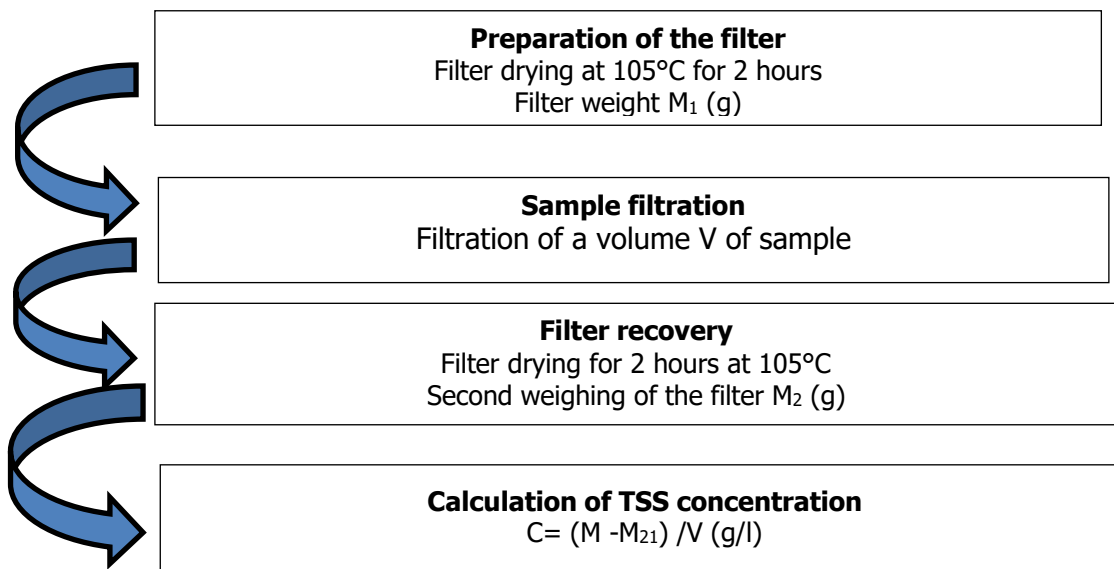 Preparation of the filter
Filter drying at 105°C for 2 hours
Filter weight M₁ (g)
Sample filtration
Filtration of a volume V of sample
Filter recovery
Filter drying for 2 hours at 105°C
Second weighing of the filter M₂ (g)
Calculation of TSS concentration
C= (M -M₂₁) /V (g/l)